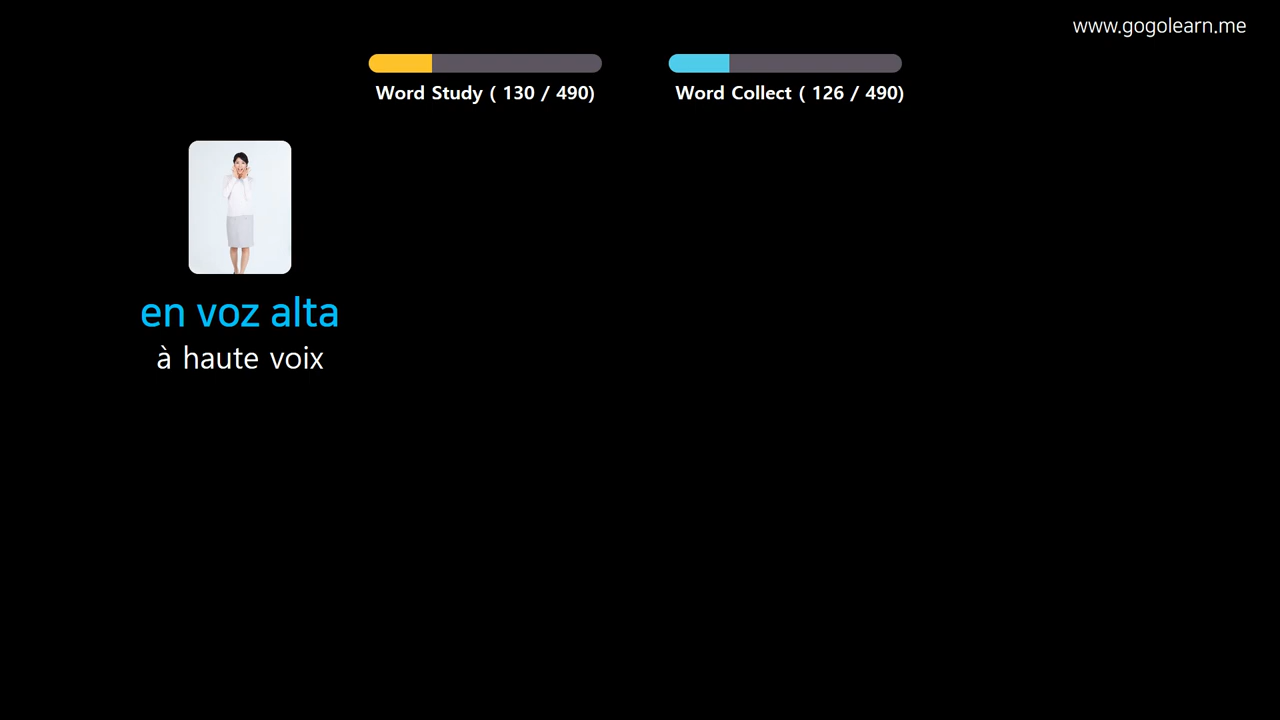 www.gogolearn.me
Word Study ( 130 / 490)
Word Collect ( 126 / 490)
en voz alta
à haute voix